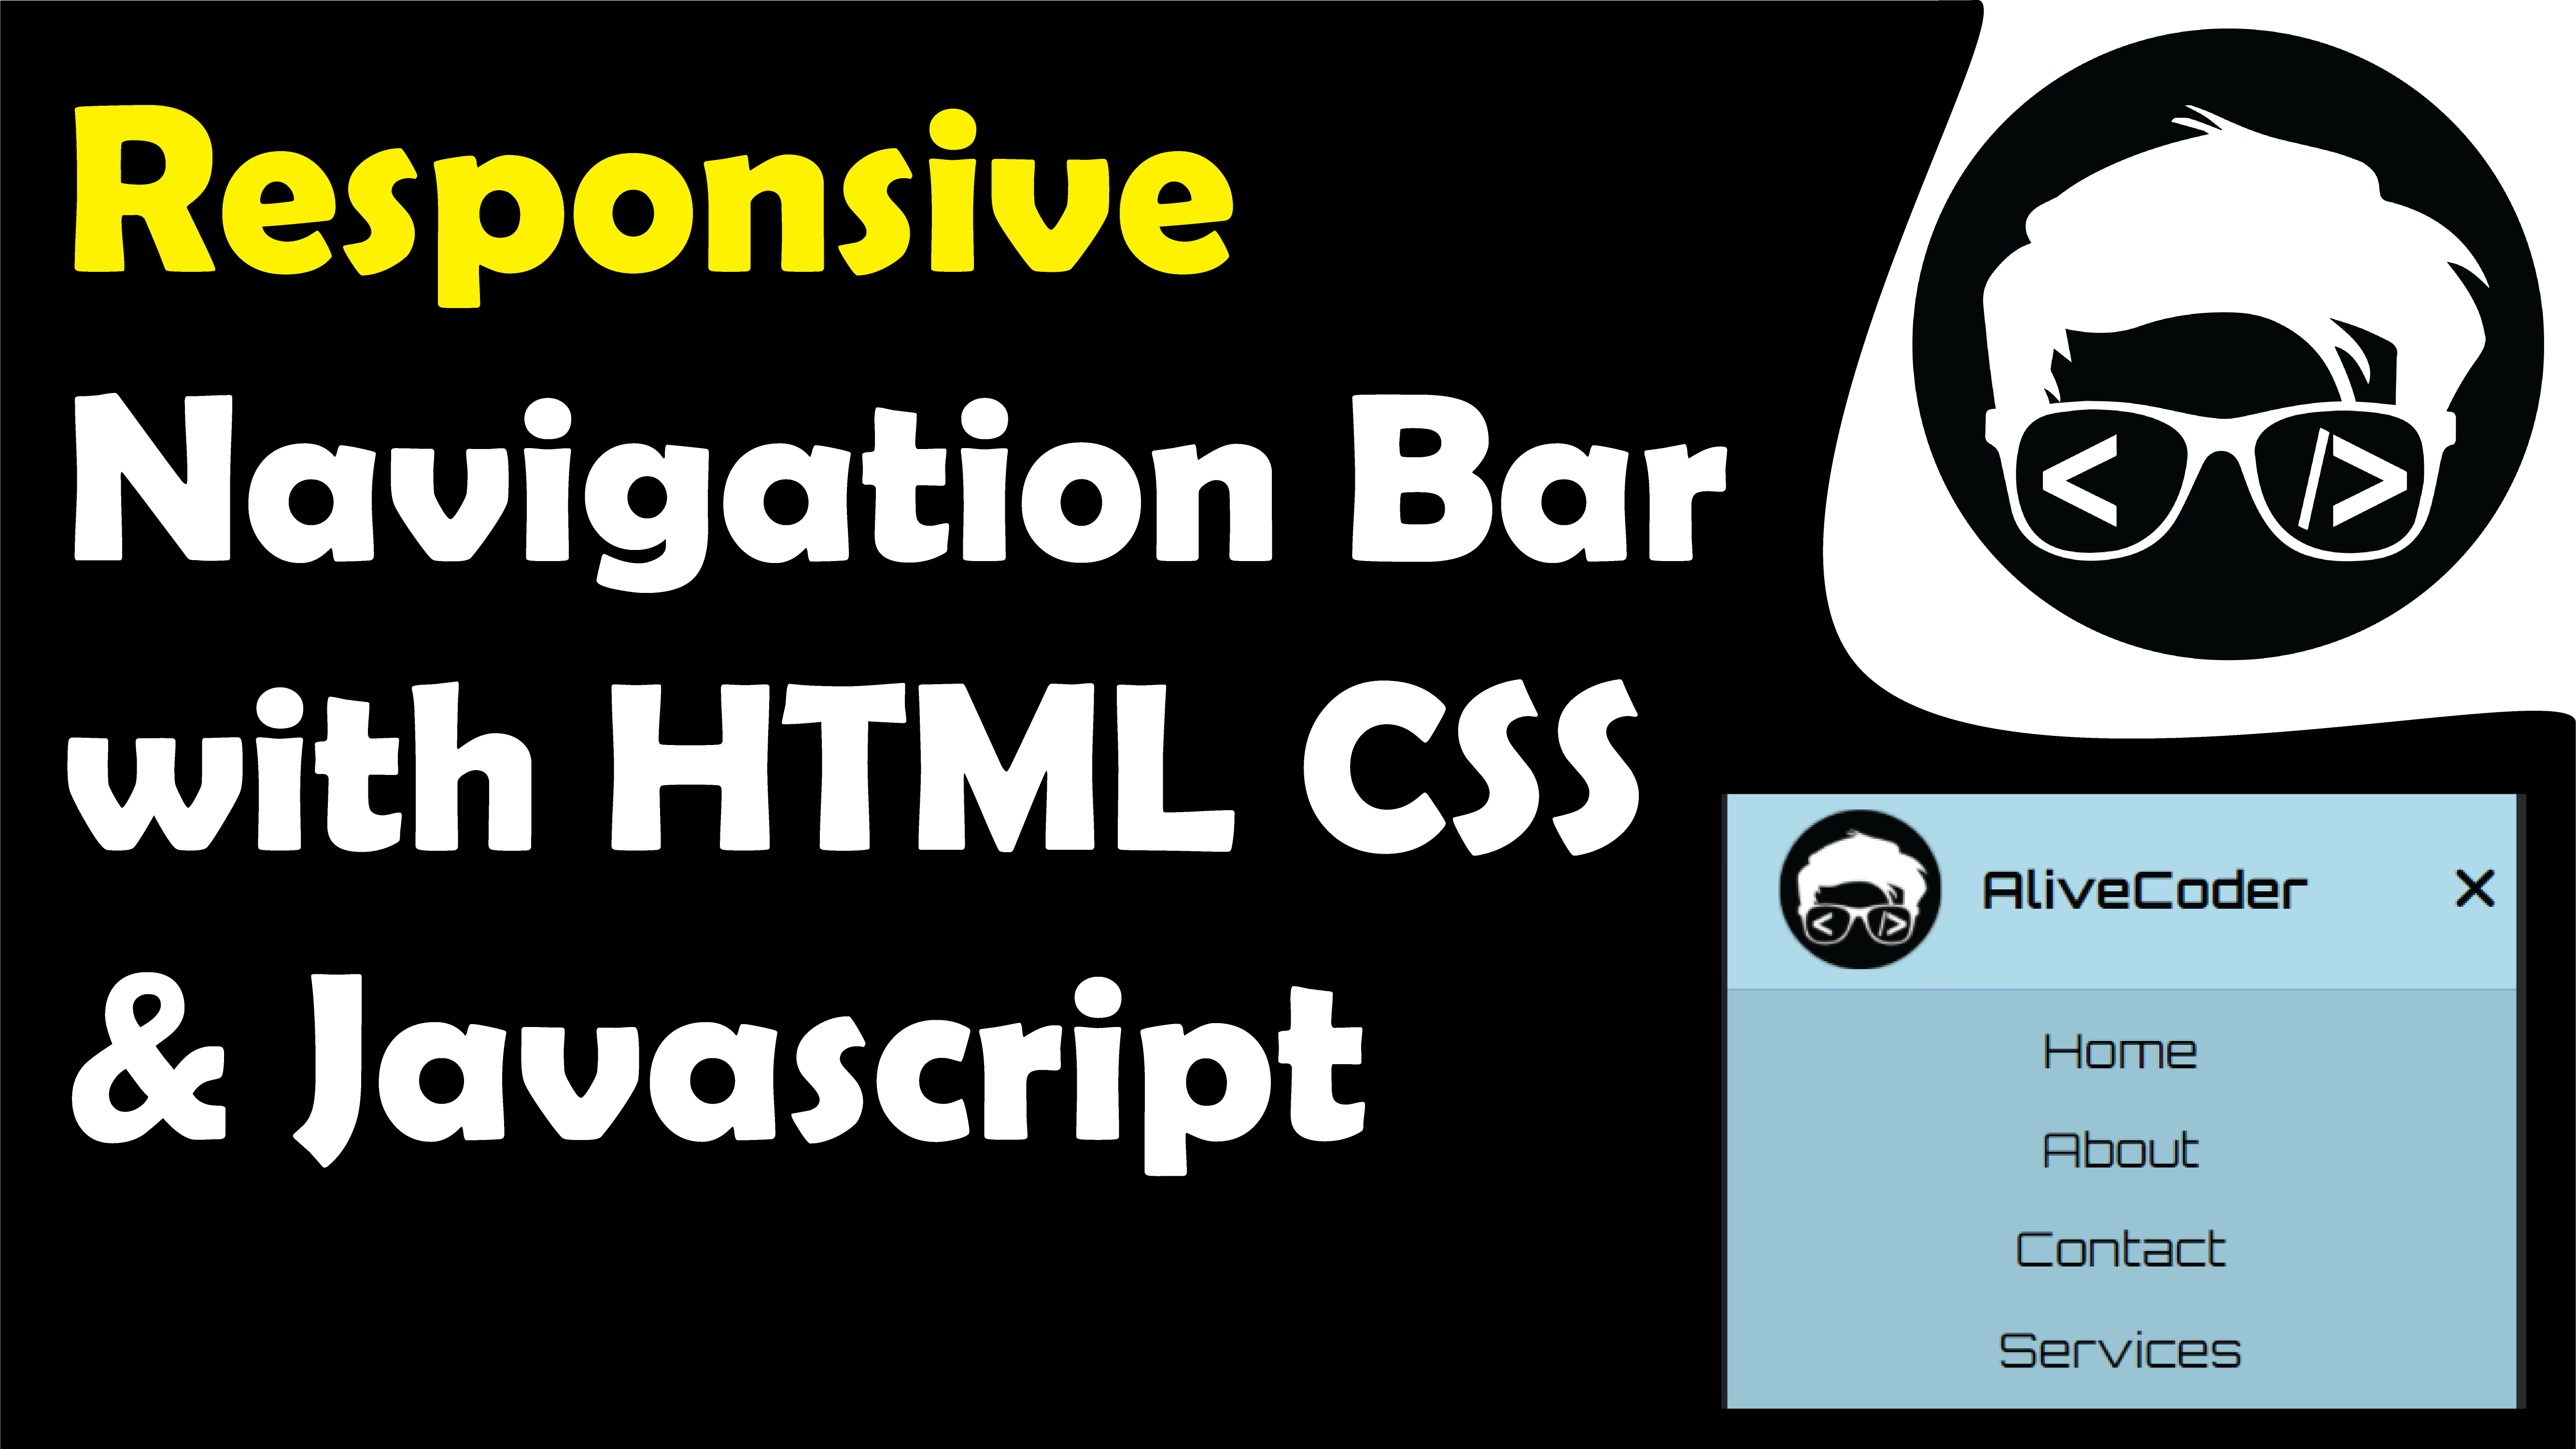 Responsive
Navigation Bar
with HTML CSS
& Javascript
< />
< /> AliveCoder ×
Home
About
Contact
Services